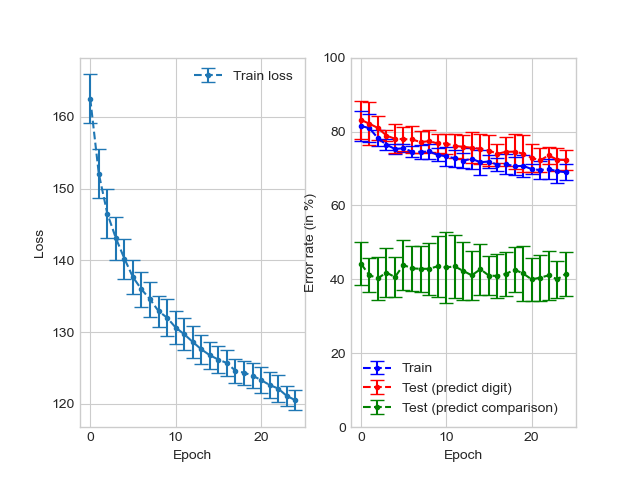 Train loss
160
150
140
130
120
Loss
0
10
20
Epoch
100
80
60
40
20
0
Error rate (in %)
Train
Test (predict digit)
Test (predict comparison)
0
10
20
Epoch